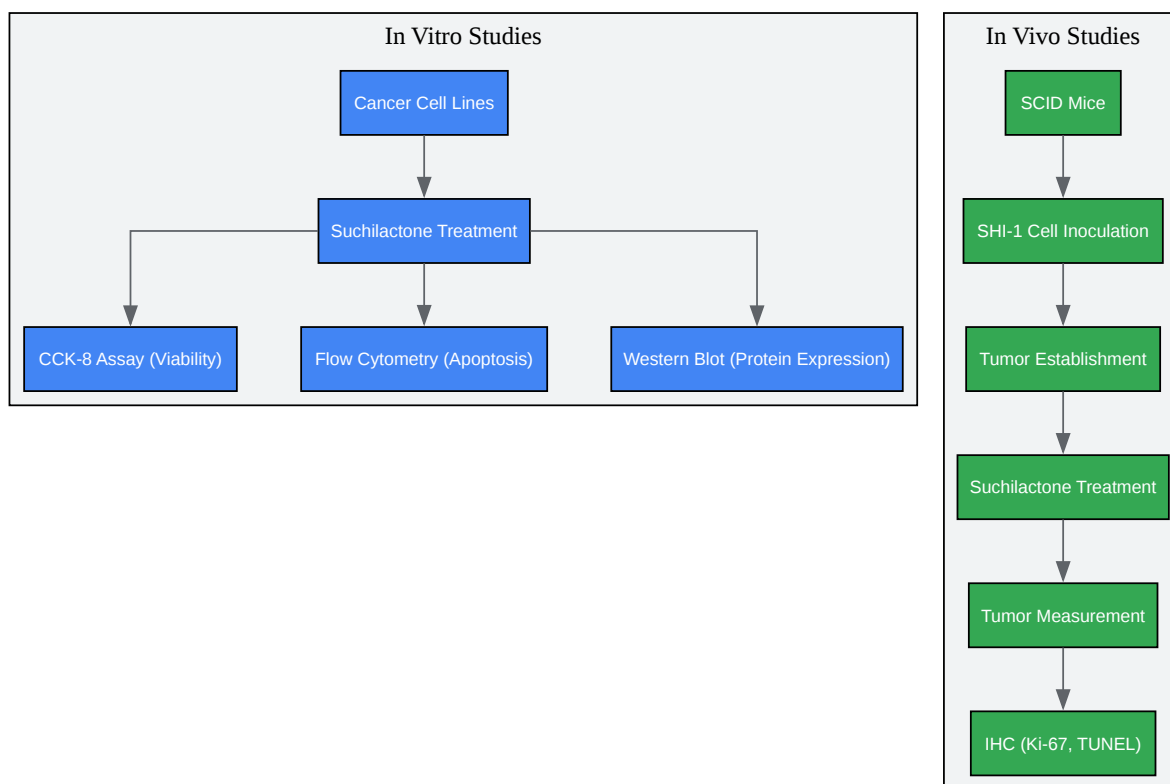 In Vitro Studies
Cancer Cell Lines
Suchilactone Treatment
CCK-8 Assay (Viability)
Flow Cytometry (Apoptosis)
Western Blot (Protein Expression)
In Vivo Studies
SCID Mice
SHI-1 Cell Inoculation
Tumor Establishment
Suchilactone Treatment
Tumor Measurement
IHC (Ki-67, TUNEL)